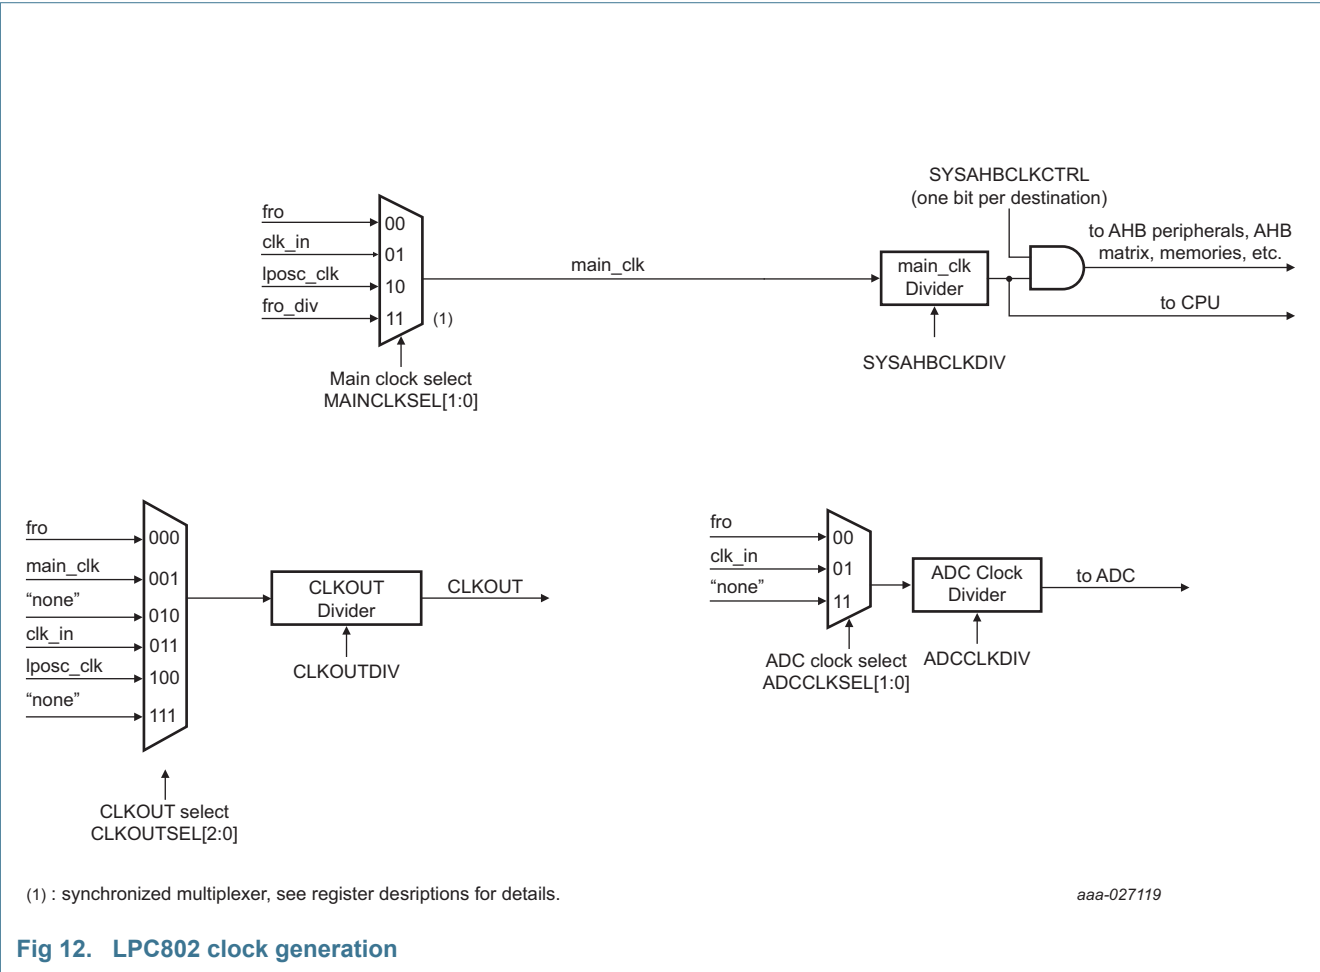 SYSAHBCLKCTRL
(one bit per destination)
fro
00
clk_in
01
lposc_clk
10
fro_div
11
(1)
main_clk
main_clk
Divider
to AHB peripherals, AHB
matrix, memories, etc.
to CPU
SYSAHBCLKDIV
Main clock select
MAINCLKSEL[1:0]
fro
000
main_clk
001
"none"
010
clk_in
011
lposc_clk
100
"none"
111
CLKOUT
Divider
CLKOUT
CLKOUTDIV
CLKOUT select
CLKOUTSEL[2:0]
fro
00
clk_in
01
"none"
11
ADC Clock
Divider
to ADC
ADC clock select
ADCCLKSEL[1:0]
ADCCLKDIV
(1) : synchronized multiplexer, see register desriptions for details.
aaa-027119
Fig 12. LPC802 clock generation